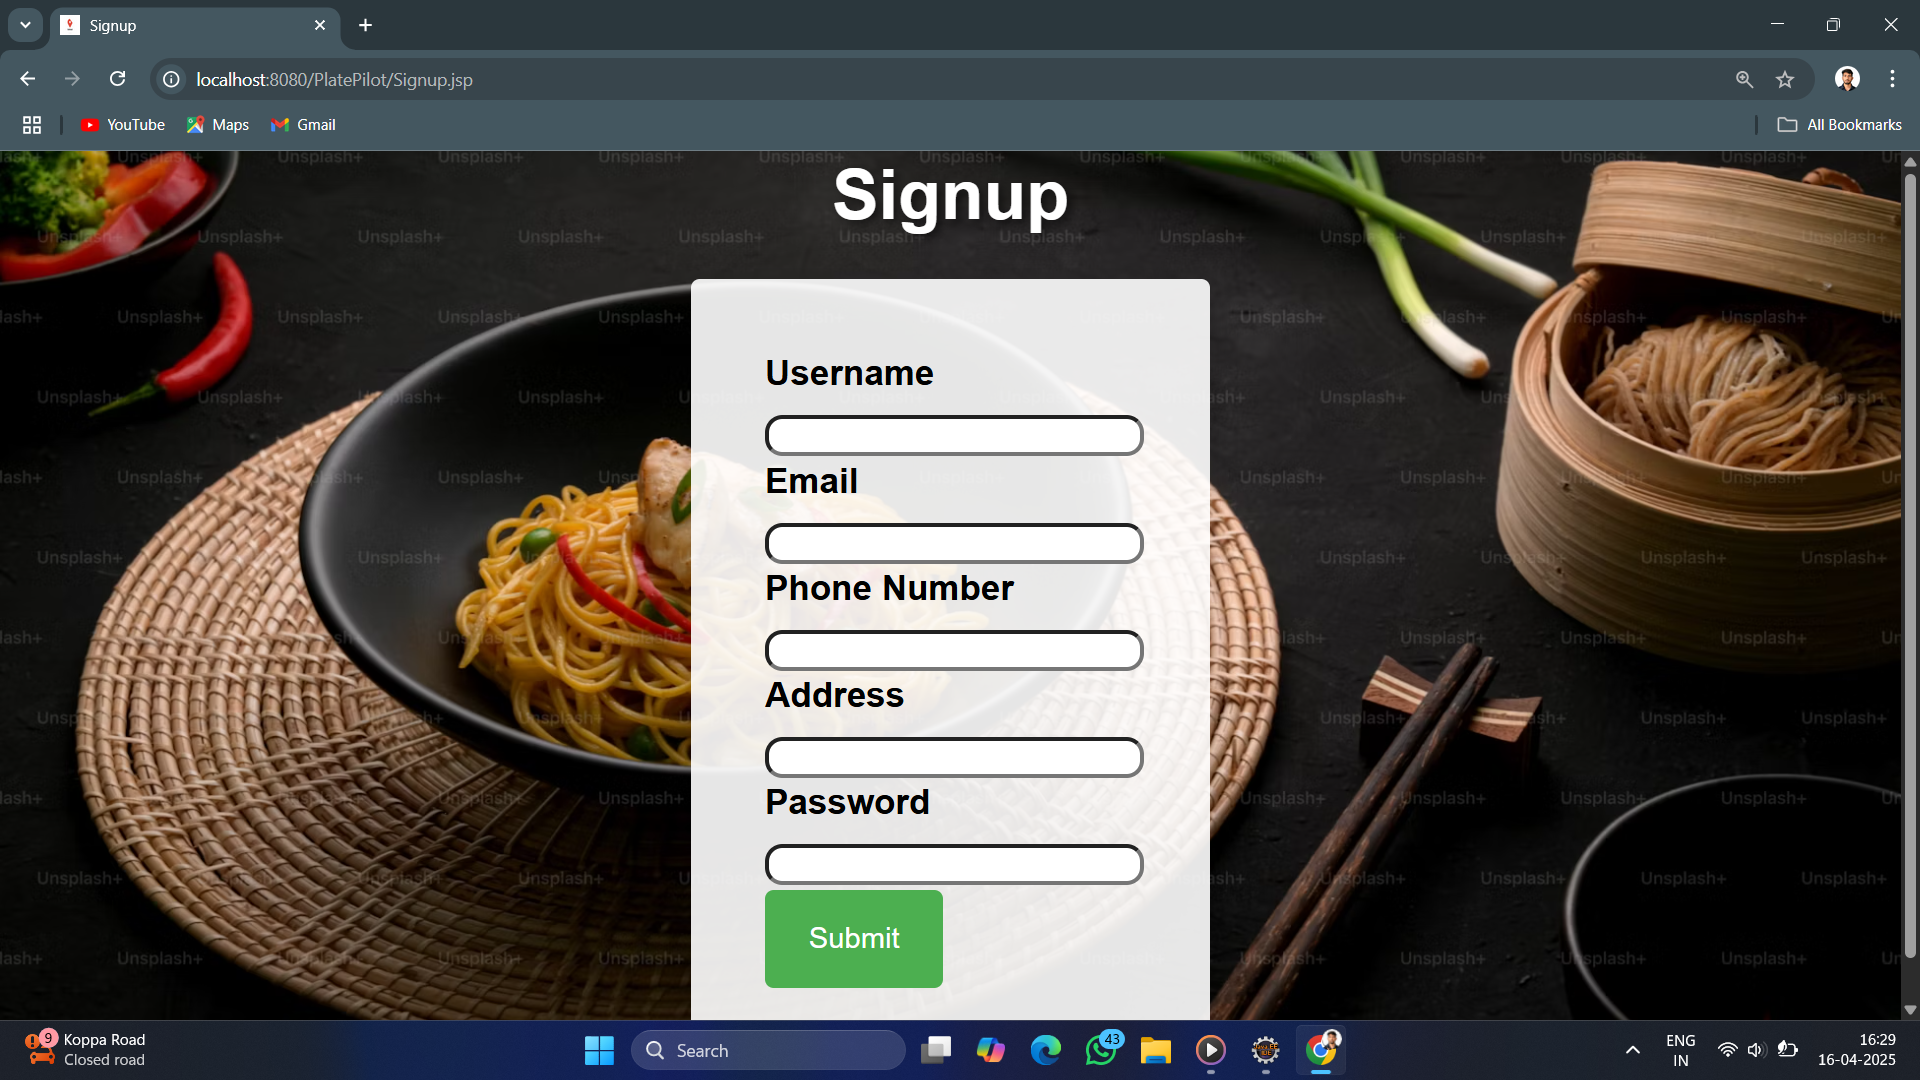 Signup
localhost:8080/PlatePilot/Signup.jsp
YouTube
Maps
Gmail
All Bookmarks
Signup
Username
Email
Phone Number
Address
Password
Submit
Unsplash+
9
Koppa Road
Closed road
Search
43
ENG
IN
16:29
16-04-2025